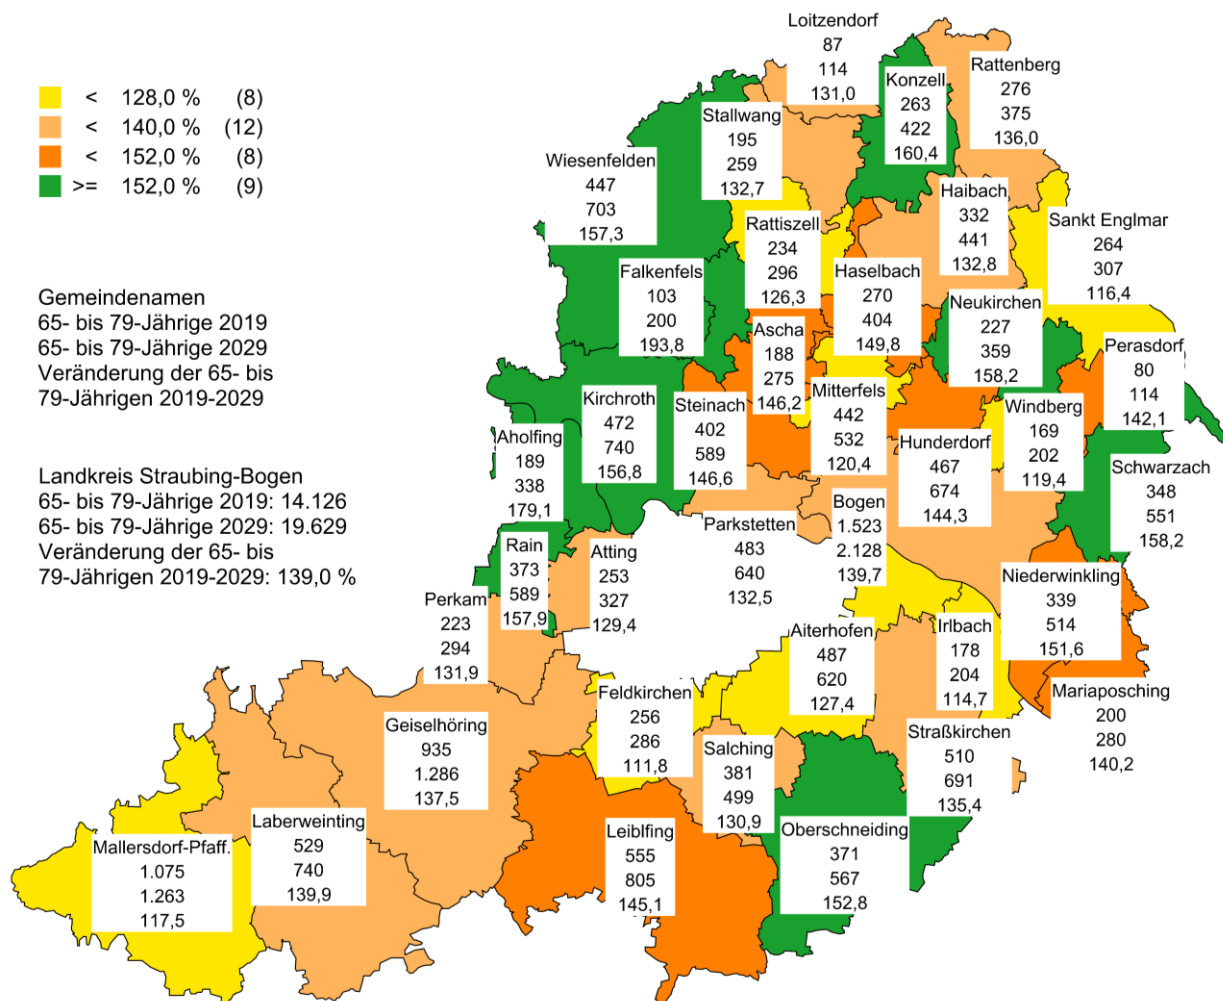 < 128,0 % (8)
< 140,0 % (12)
< 152,0 % (8)
>= 152,0 % (9)
Gemeindenamen
65- bis 79-Jährige 2019
65- bis 79-Jährige 2029
Veränderung der 65- bis
79-Jährigen 2019-2029
Landkreis Straubing-Bogen
65- bis 79-Jährige 2019: 14.126
65- bis 79-Jährige 2029: 19.629
Veränderung der 65- bis
79-Jährigen 2019-2029: 139,0 %
Loitzendorf
87
114
131,0
Konzell
263
422
160,4
Rattenberg
276
375
136,0
Stallwang
195
259
132,7
Wiesenfelden
447
703
157,3
Haibach
332
441
132,8
Sankt Englmar
264
307
116,4
Rattiszell
234
296
126,3
Falkenfels
103
200
193,8
Haselbach
270
404
149,8
Neukirchen
227
359
158,2
Ascha
188
275
146,2
Perasdorf
80
114
142,1
Mitterfels
442
532
120,4
Kirchroth
472
740
156,8
Steinach
402
589
146,6
Windberg
169
202
119,4
Aholfing
189
338
179,1
Hunderdorf
467
674
144,3
Schwarzach
348
551
158,2
Bogen
1.523
2.128
139,7
Parkstetten
483
640
132,5
Rain
373
589
157,9
Atting
253
327
129,4
Niederwinkling
339
514
151,6
Perkam
223
294
131,9
Aiterhofen
487
620
127,4
Irlbach
178
204
114,7
Mariaposching
200
280
140,2
Feldkirchen
256
286
111,8
Geiselhöring
935
1.286
137,5
Straßkirchen
510
691
135,4
Salching
381
499
130,9
Laberweinting
529
740
139,9
Leiblfing
555
805
145,1
Oberschneiding
371
567
152,8
Mallersdorf-Pfaff.
1.075
1.263
117,5